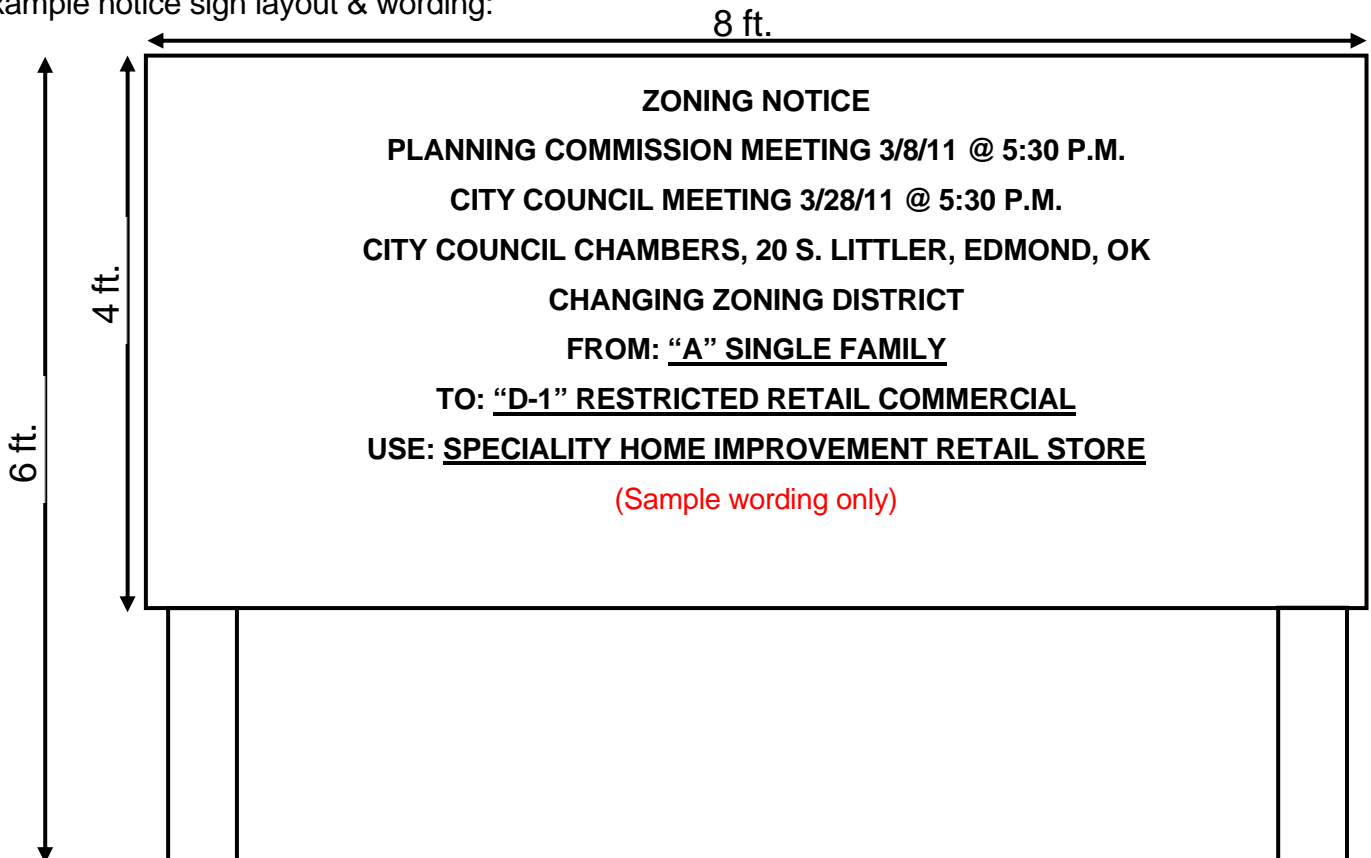 xample notice sign layout & wording:
8 ft.
ZONING NOTICE
PLANNING COMMISSION MEETING 3/8/11 @ 5:30 P.M.
CITY COUNCIL MEETING 3/28/11 @ 5:30 P.M.
CITY COUNCIL CHAMBERS, 20 S. LITTLER, EDMOND, OK
4 ft.
CHANGING ZONING DISTRICT
FROM: “A” SINGLE FAMILY
TO: “D-1” RESTRICTED RETAIL COMMERCIAL
6 ft.
USE: SPECIALITY HOME IMPROVEMENT RETAIL STORE
(Sample wording only)